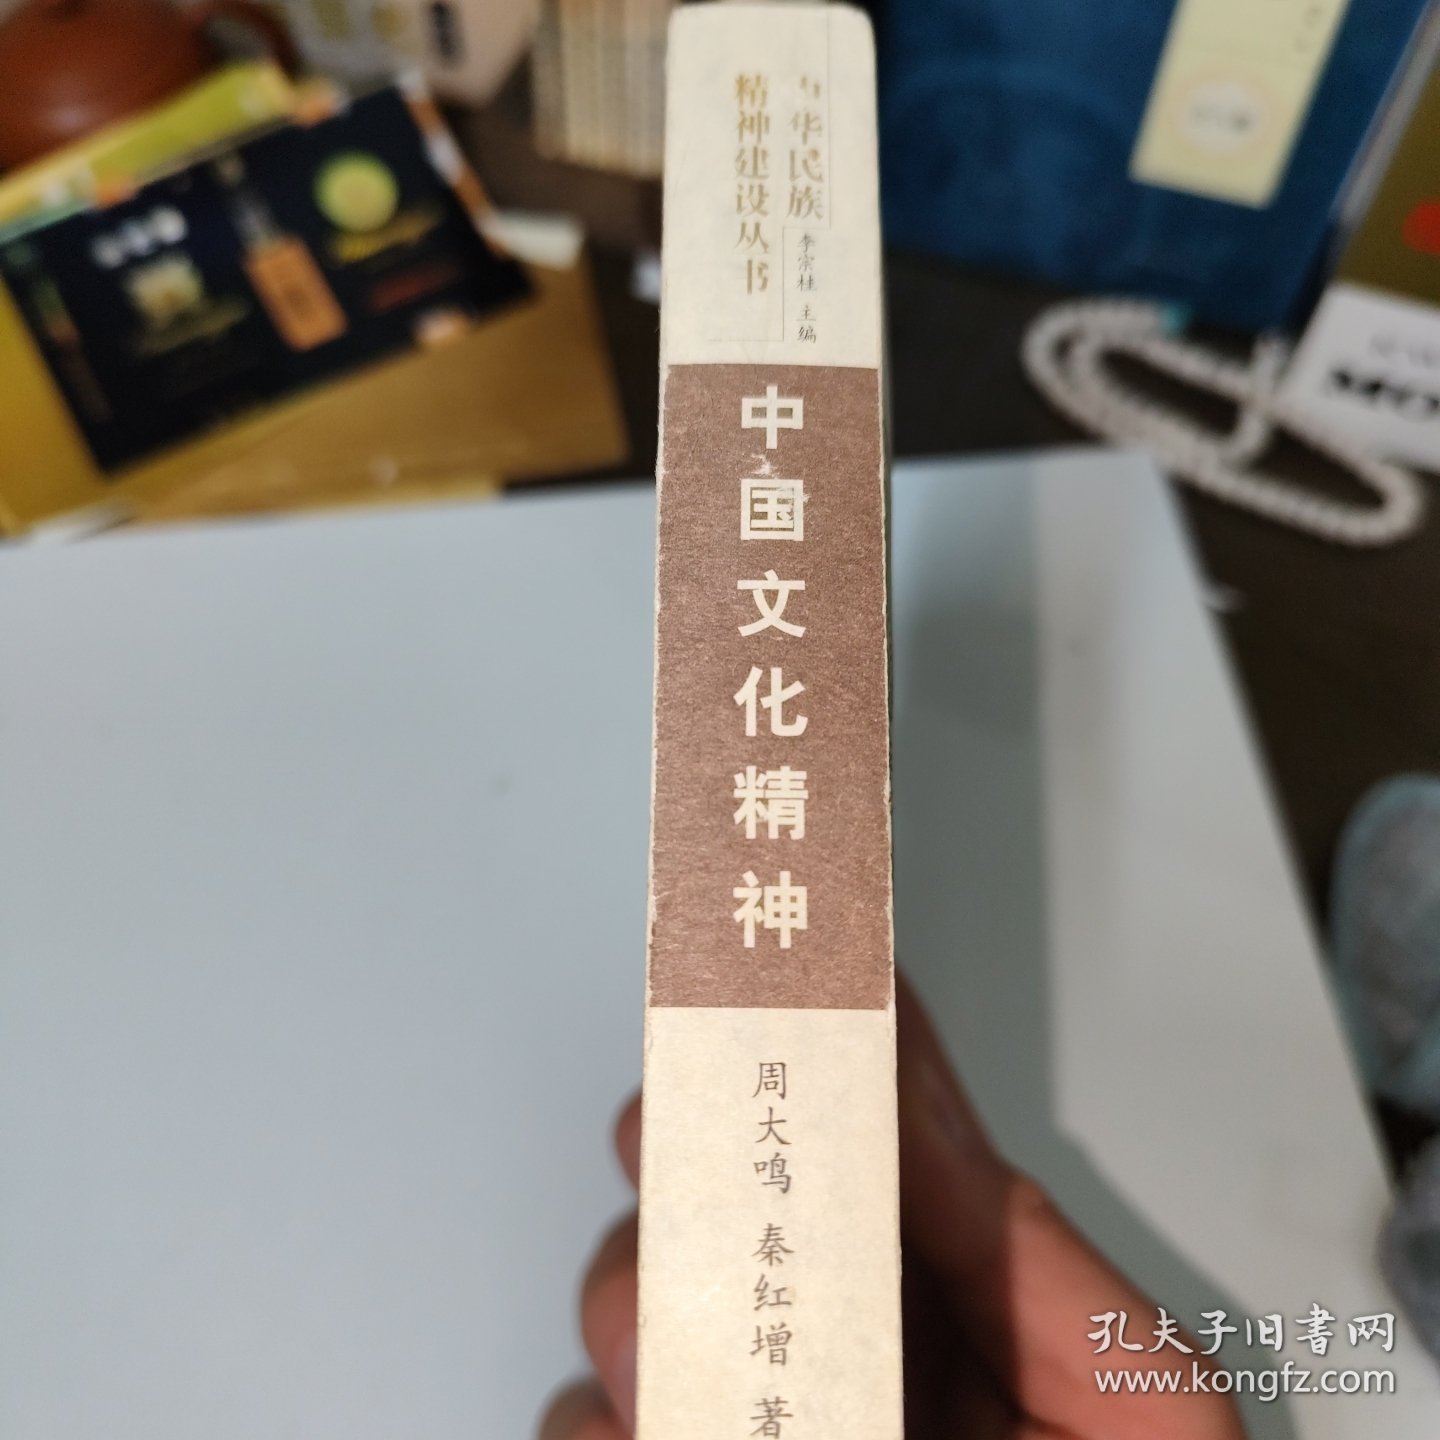 中华民族
精神建设丛书
李宗桂 主编
中国文化精神
周大鸣 秦红增 著
孔夫子旧书网
www.kongfz.com